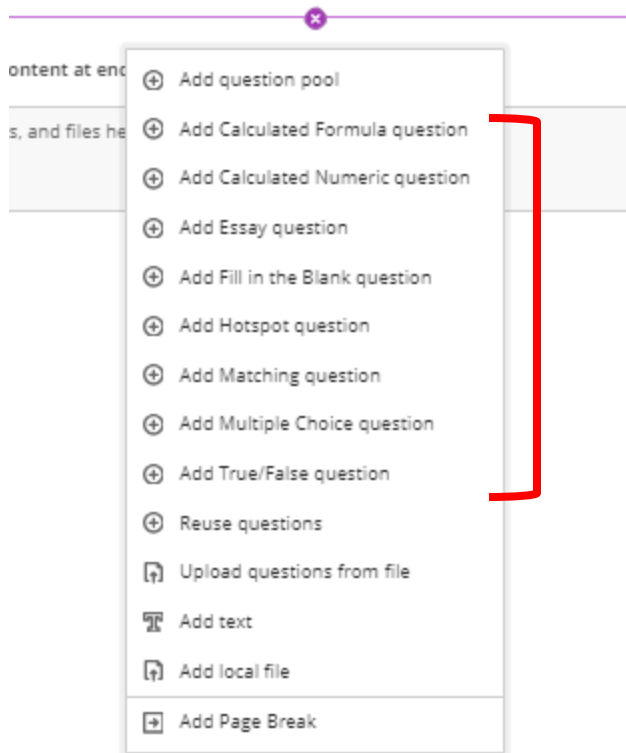 ontent at enc
Add question pool
s, and files he
Add Calculated Formula question
Add Calculated Numeric question
Add Essay question
Add Fill in the Blank question
Add Hotspot question
Add Matching question
Add Multiple Choice question
Add True/False question
Reuse questions
Upload questions from file
Add text
Add local file
Add Page Break